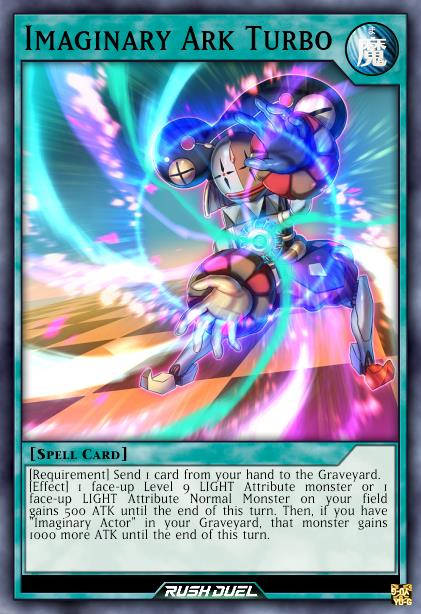 Imaginary Ark Turbo
ま
魔
[Spell Card]
[Requirement] Send 1 card from your hand to the Graveyard.
[Effect] 1 face-up Level 9 LIGHT Attribute monster or 1
face-up LIGHT Attribute Normal Monster on your field
gains 500 ATK until the end of this turn. Then, if you have
"Imaginary Actor" in your Graveyard, that monster gains
1000 more ATK until the end of this turn.
RUSH DUEL